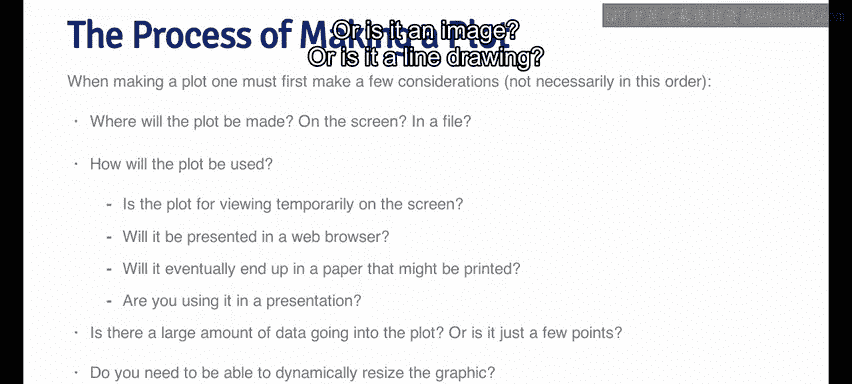 The Process of Making a Plot
Or is it an image?
Or is it a line drawing?
When making a plot one must first make a few considerations (not necessarily in this order):
· Where will the plot be made? On the screen? In a file?
· How will the plot be used?
- Is the plot for viewing temporarily on the screen?
- Will it be presented in a web browser?
- Will it eventually end up in a paper that might be printed?
- Are you using it in a presentation?
· Is there a large amount of data going into the plot? Or is it just a few points?
· Do you need to be able to dynamically resize the graphic?